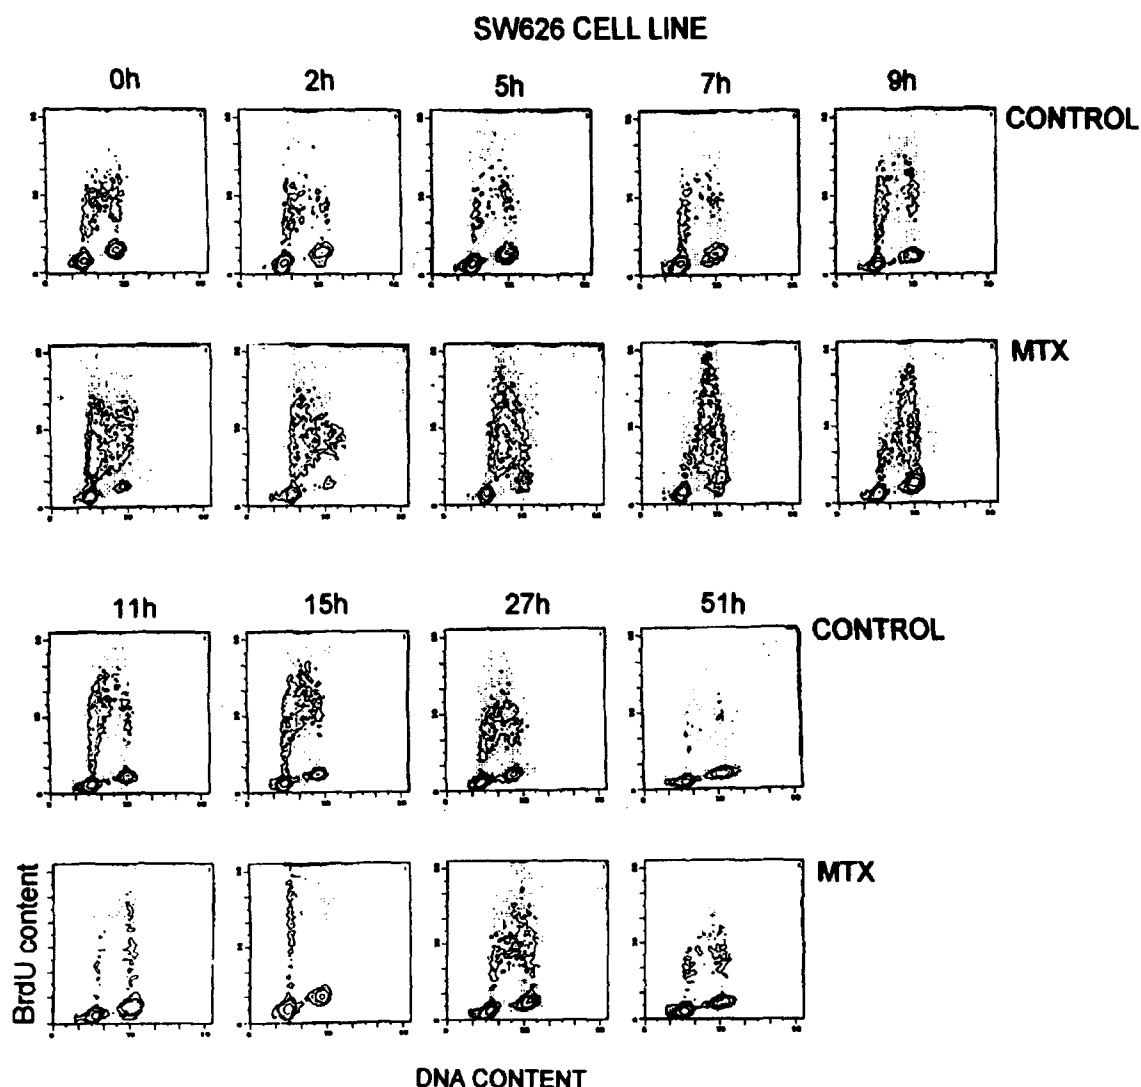 SW626 CELL LINE
0h 2h 5h 7h 9h
CONTROL
MTX
11h 15h 27h 51h
CONTROL
MTX
BrdU content
DNA CONTENT